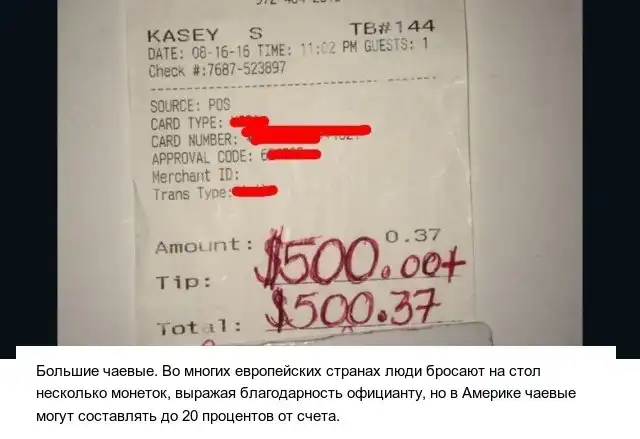 KASEY S TB#144
DATE: 08-16-16 TIME: 11:02 PM GUESTS: 1
Check #:7687-523897
SOURCE: POS
CARD TYPE:
CARD NUMBER:
APPROVAL CODE: 6
Merchant ID:
Trans Type:
Amount: 0.37
Tip: $500.00+
Total: $500.37
Большие чаевые. Во многих европейских странах люди бросают на стол
несколько монеток, выражая благодарность официанту, но в Америке чаевые
могут составлять до 20 процентов от счета.